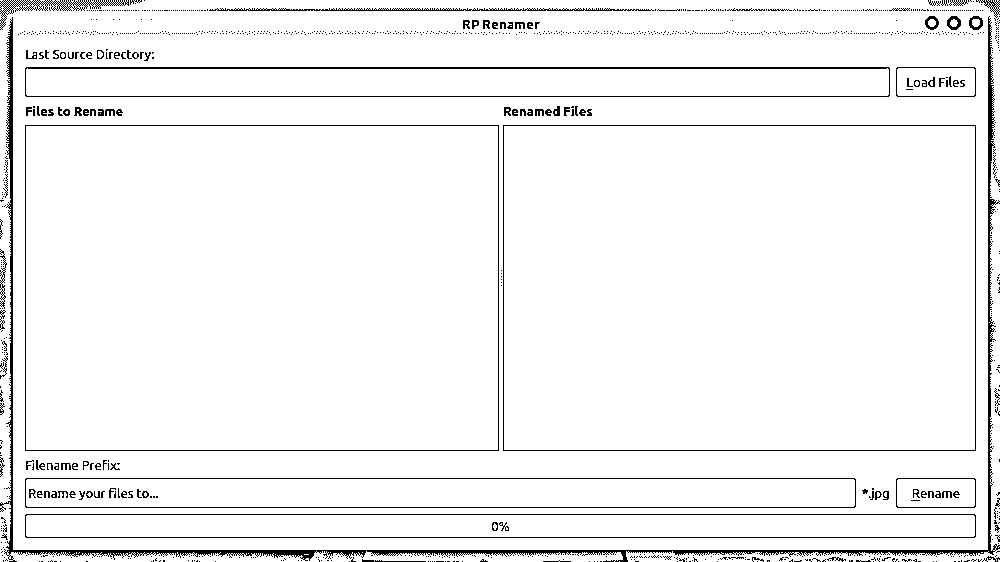 RP Renamer
Last Source Directory:
Load Files
Files to Rename
Renamed Files
Filename Prefix:
Rename your files to...
*.jpg
Rename
0%